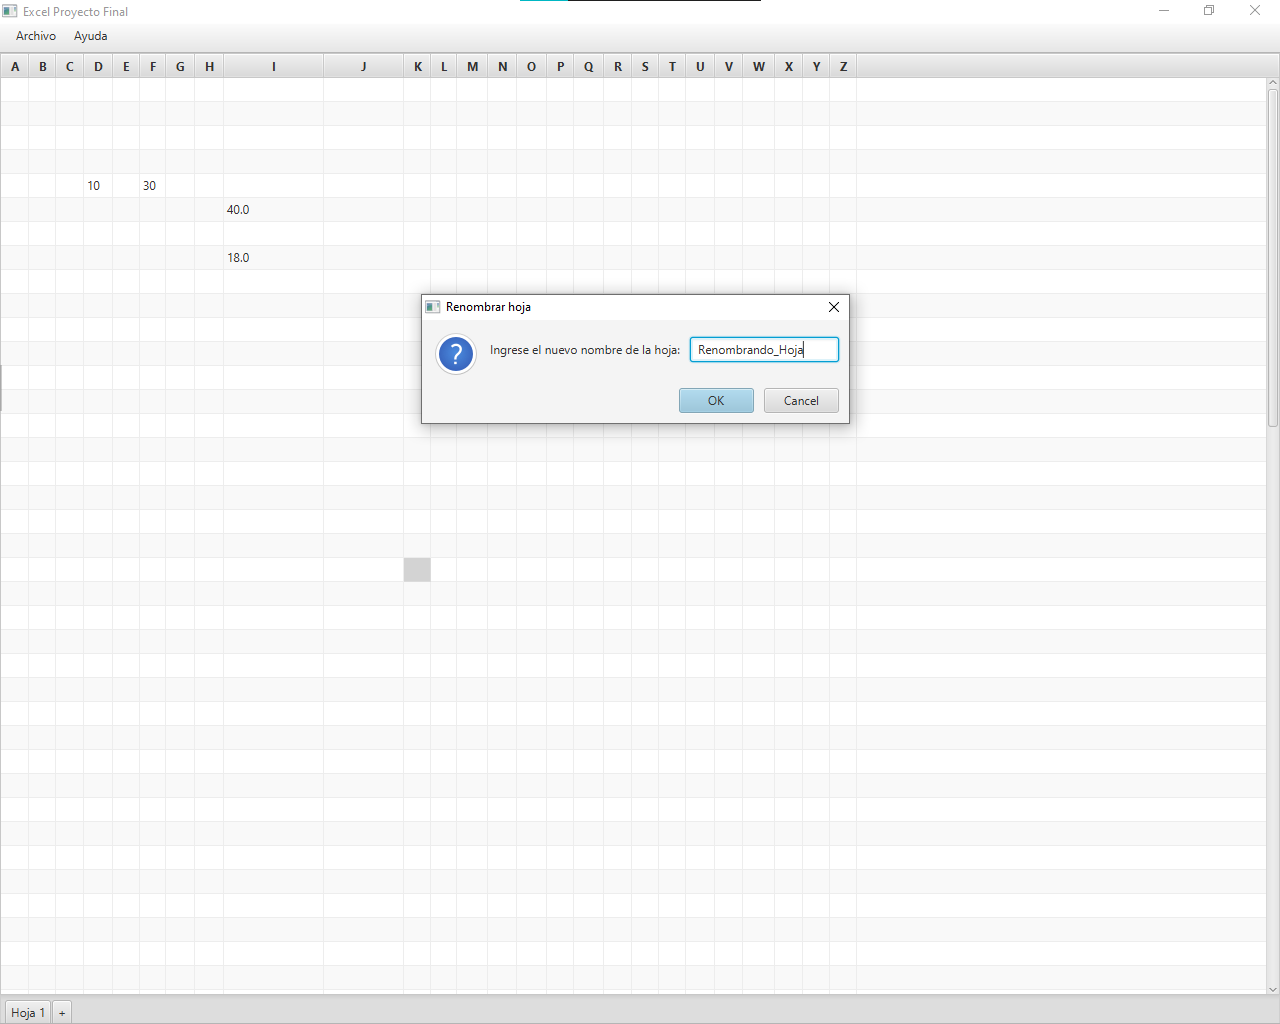 Excel Proyecto Final
Archivo Ayuda
A B C D E F G H I J K L M N O P Q R S T U V W X Y Z
10 30
40.0
18.0
Renombrar hoja
? Ingrese el nuevo nombre de la hoja: Renombrando_Hoja
OK Cancel
Hoja 1 +